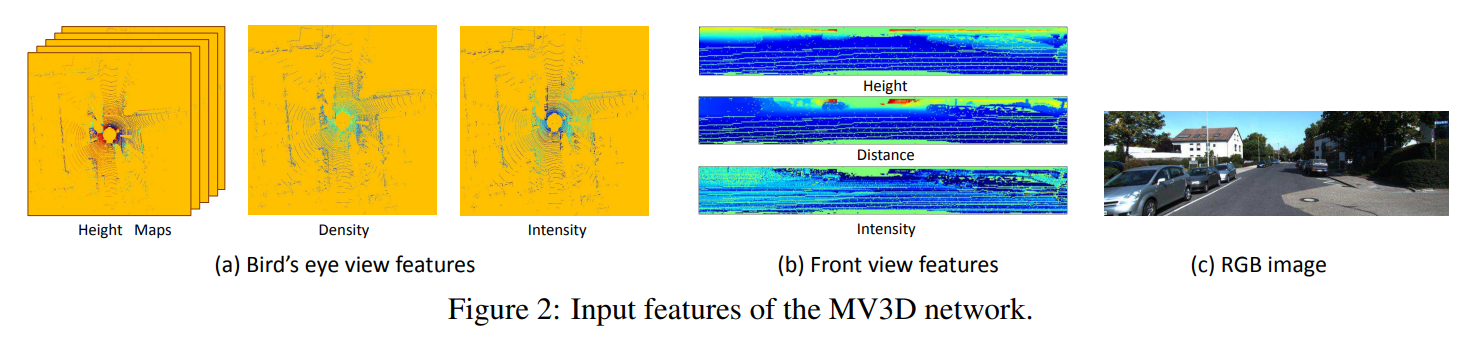 Height Maps
Density
Intensity
(a) Bird's eye view features
Height
Distance
Intensity
(b) Front view features
(c) RGB image
Figure 2: Input features of the MV3D network.